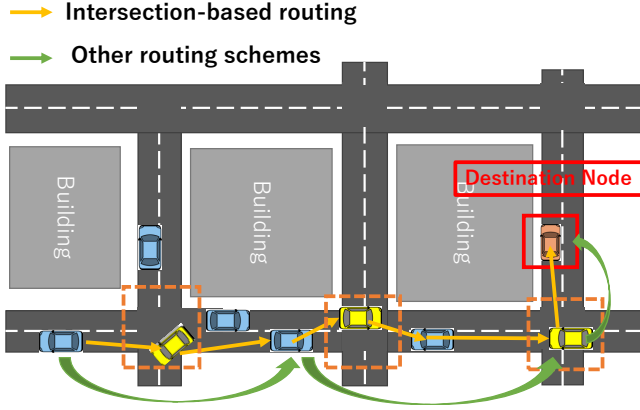 Intersection-based routing
Other routing schemes
Building
Building
Building
Destination Node